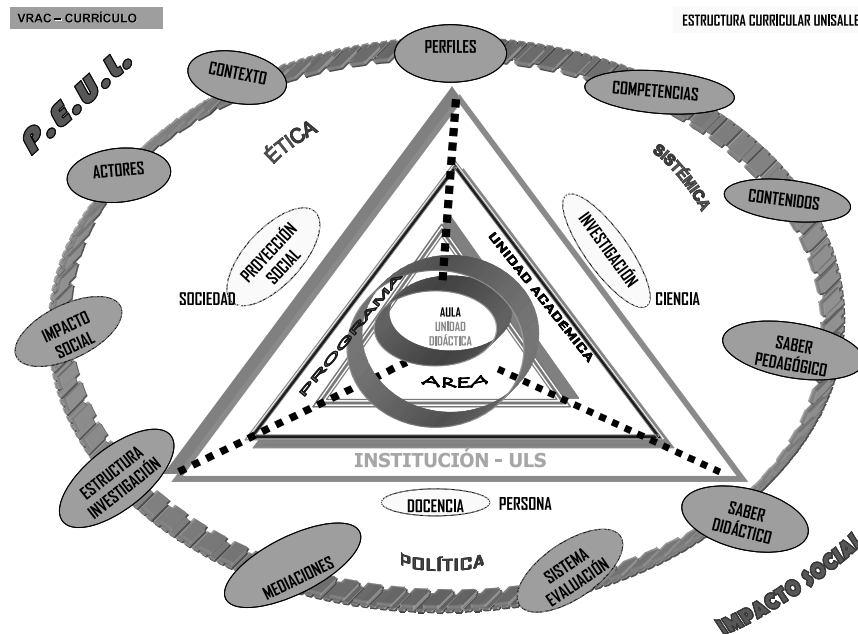 VRAC – CURRÍCULO
ESTRUCTURA CURRICULAR UNISALLE
P.E.U.L.
PERFILES
CONTEXTO
COMPETENCIAS
ÉTICA
SISTÉMICA
ACTORES
CONTENIDOS
PROYECCIÓN
SOCIAL
SOCIEDAD
INVESTIGACIÓN
CIENCIA
UNIDAD ACADEMICA
PROGRAMA
AULA
UNIDAD
DIDÁCTICA
AREA
IMPACTO
SOCIAL
SABER
PEDAGÓGICO
INSTITUCIÓN - ULS
ESTRUCTURA
INVESTIGACIÓN
DOCENCIA
PERSONA
SABER
DIDÁCTICO
POLÍTICA
MEDIACIONES
SISTEMA
EVALUACIÓN
IMPACTO SOCIAL